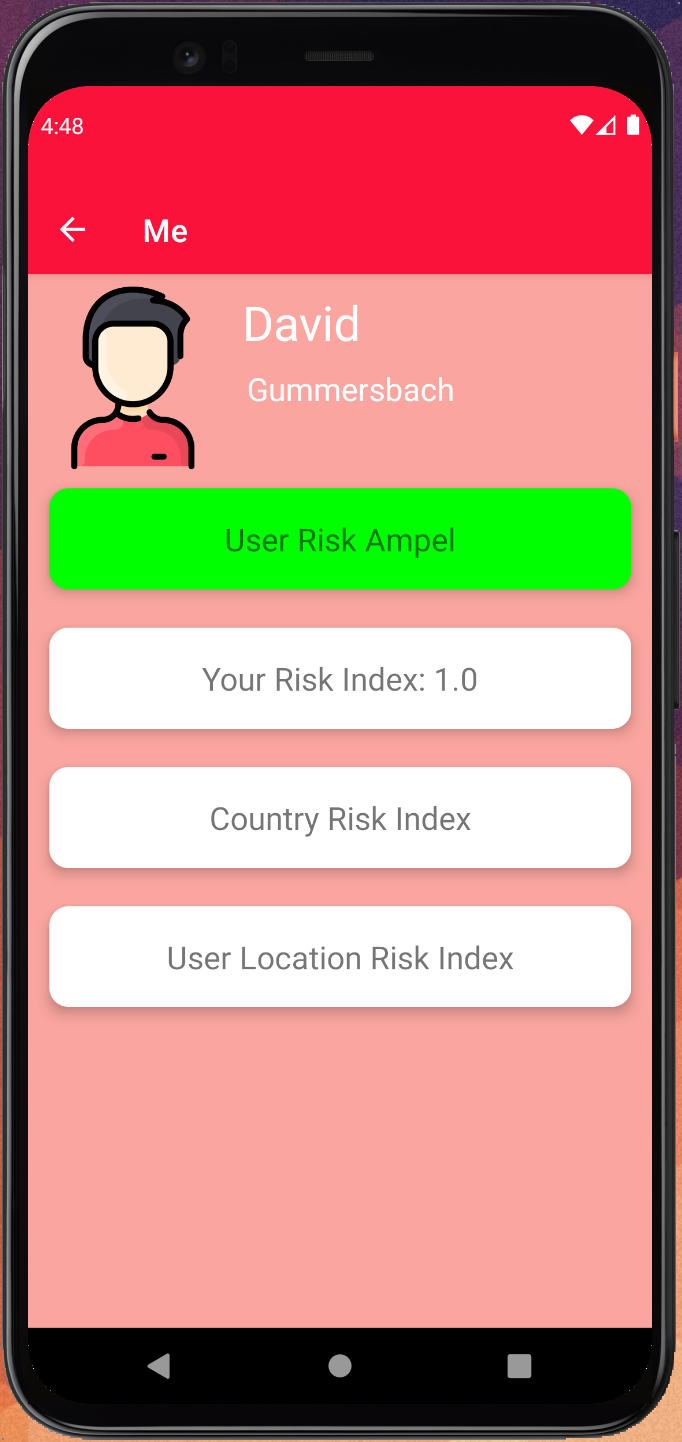 4:48
Me
David
Gummersbach
User Risk Ampel
Your Risk Index: 1.0
Country Risk Index
User Location Risk Index